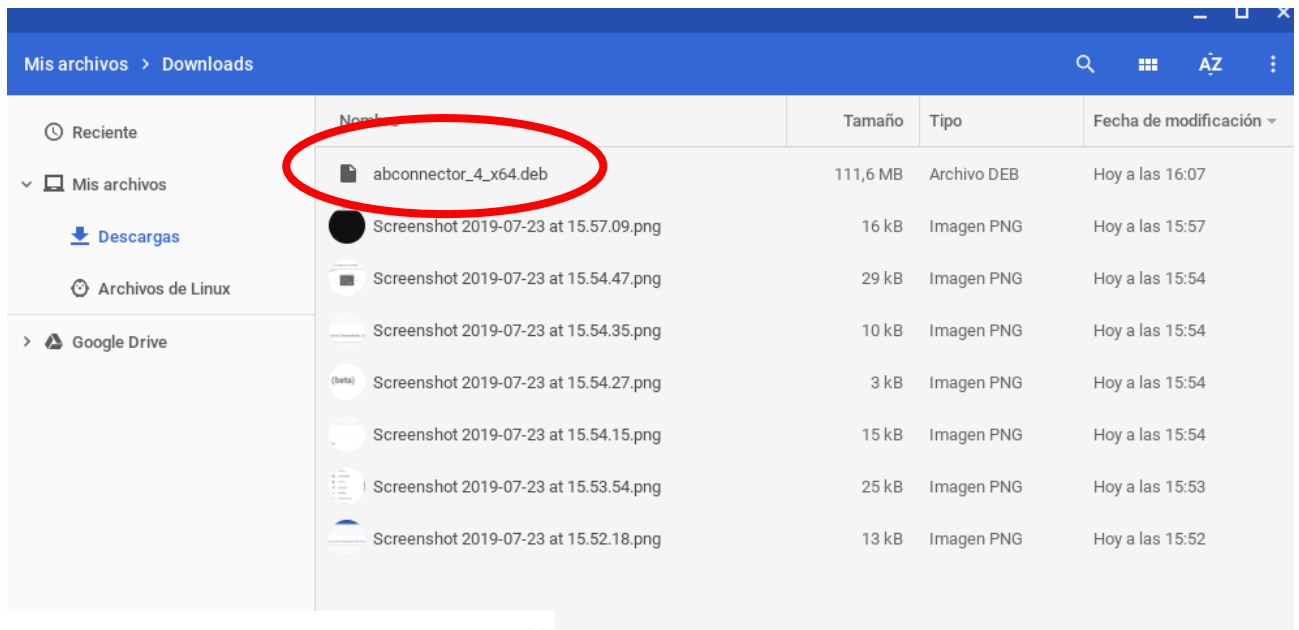 Mis archivos > Downloads
AZ
Reciente
Mis archivos
Descargas
Archivos de Linux
Google Drive
Nombre Tamaño Tipo Fecha de modificación
abconnector_4_x64.deb 111,6 MB Archivo DEB Hoy a las 16:07
Screenshot 2019-07-23 at 15.57.09.png 16 kB Imagen PNG Hoy a las 15:57
Screenshot 2019-07-23 at 15.54.47.png 29 kB Imagen PNG Hoy a las 15:54
Screenshot 2019-07-23 at 15.54.35.png 10 kB Imagen PNG Hoy a las 15:54
(beta) Screenshot 2019-07-23 at 15.54.27.png 3 kB Imagen PNG Hoy a las 15:54
Screenshot 2019-07-23 at 15.54.15.png 15 kB Imagen PNG Hoy a las 15:54
Screenshot 2019-07-23 at 15.53.54.png 25 kB Imagen PNG Hoy a las 15:53
Screenshot 2019-07-23 at 15.52.18.png 13 kB Imagen PNG Hoy a las 15:52